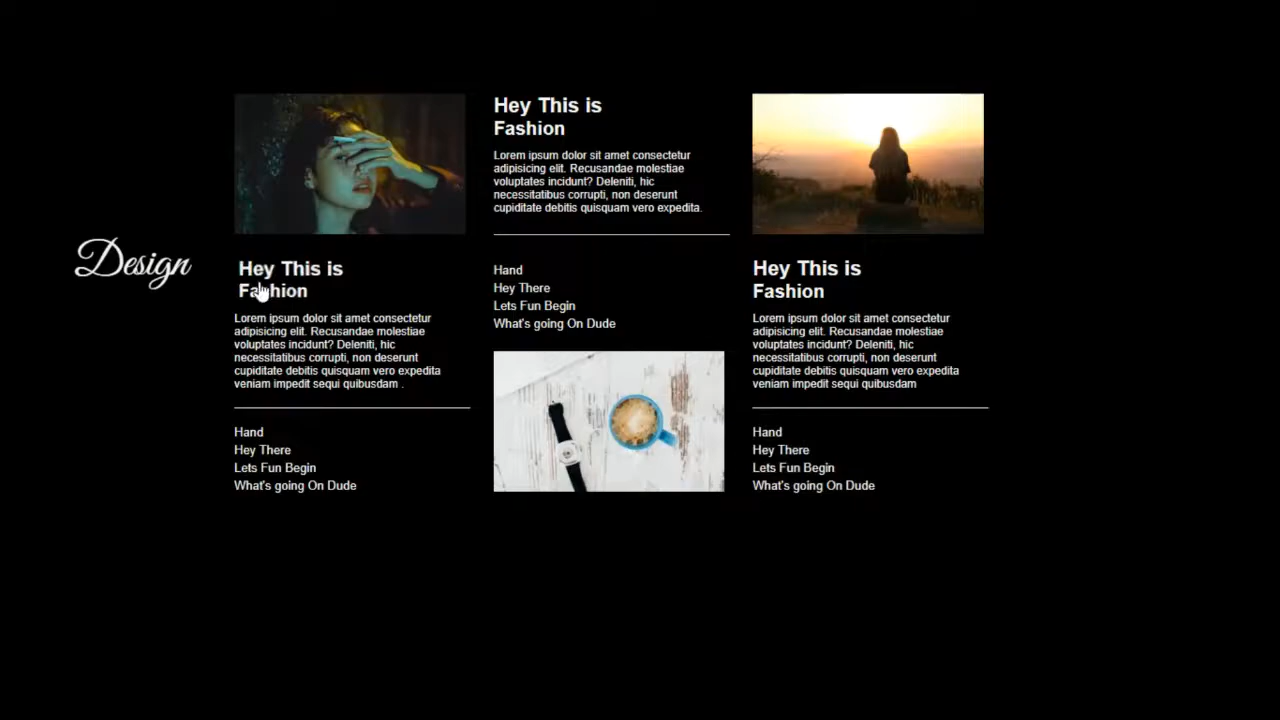 Design
Hey This is
Fashion
Lorem ipsum dolor sit amet consectetur
adipisicing elit. Recusandae molestiae
voluptates incidunt? Deleniti, hic
necessitatibus corrupti, non deserunt
cupiditate debitis quisquam vero expedita
veniam impedit sequi quibusdam .
Hand
Hey There
Lets Fun Begin
What's going On Dude
Hey This is
Fashion
Lorem ipsum dolor sit amet consectetur
adipisicing elit. Recusandae molestiae
voluptates incidunt? Deleniti, hic
necessitatibus corrupti, non deserunt
cupiditate debitis quisquam vero expedita.
Hand
Hey There
Lets Fun Begin
What's going On Dude
Hey This is
Fashion
Lorem ipsum dolor sit amet consectetur
adipisicing elit. Recusandae molestiae
voluptates incidunt? Deleniti, hic
necessitatibus corrupti, non deserunt
cupiditate debitis quisquam vero expedita
veniam impedit sequi quibusdam
Hand
Hey There
Lets Fun Begin
What's going On Dude